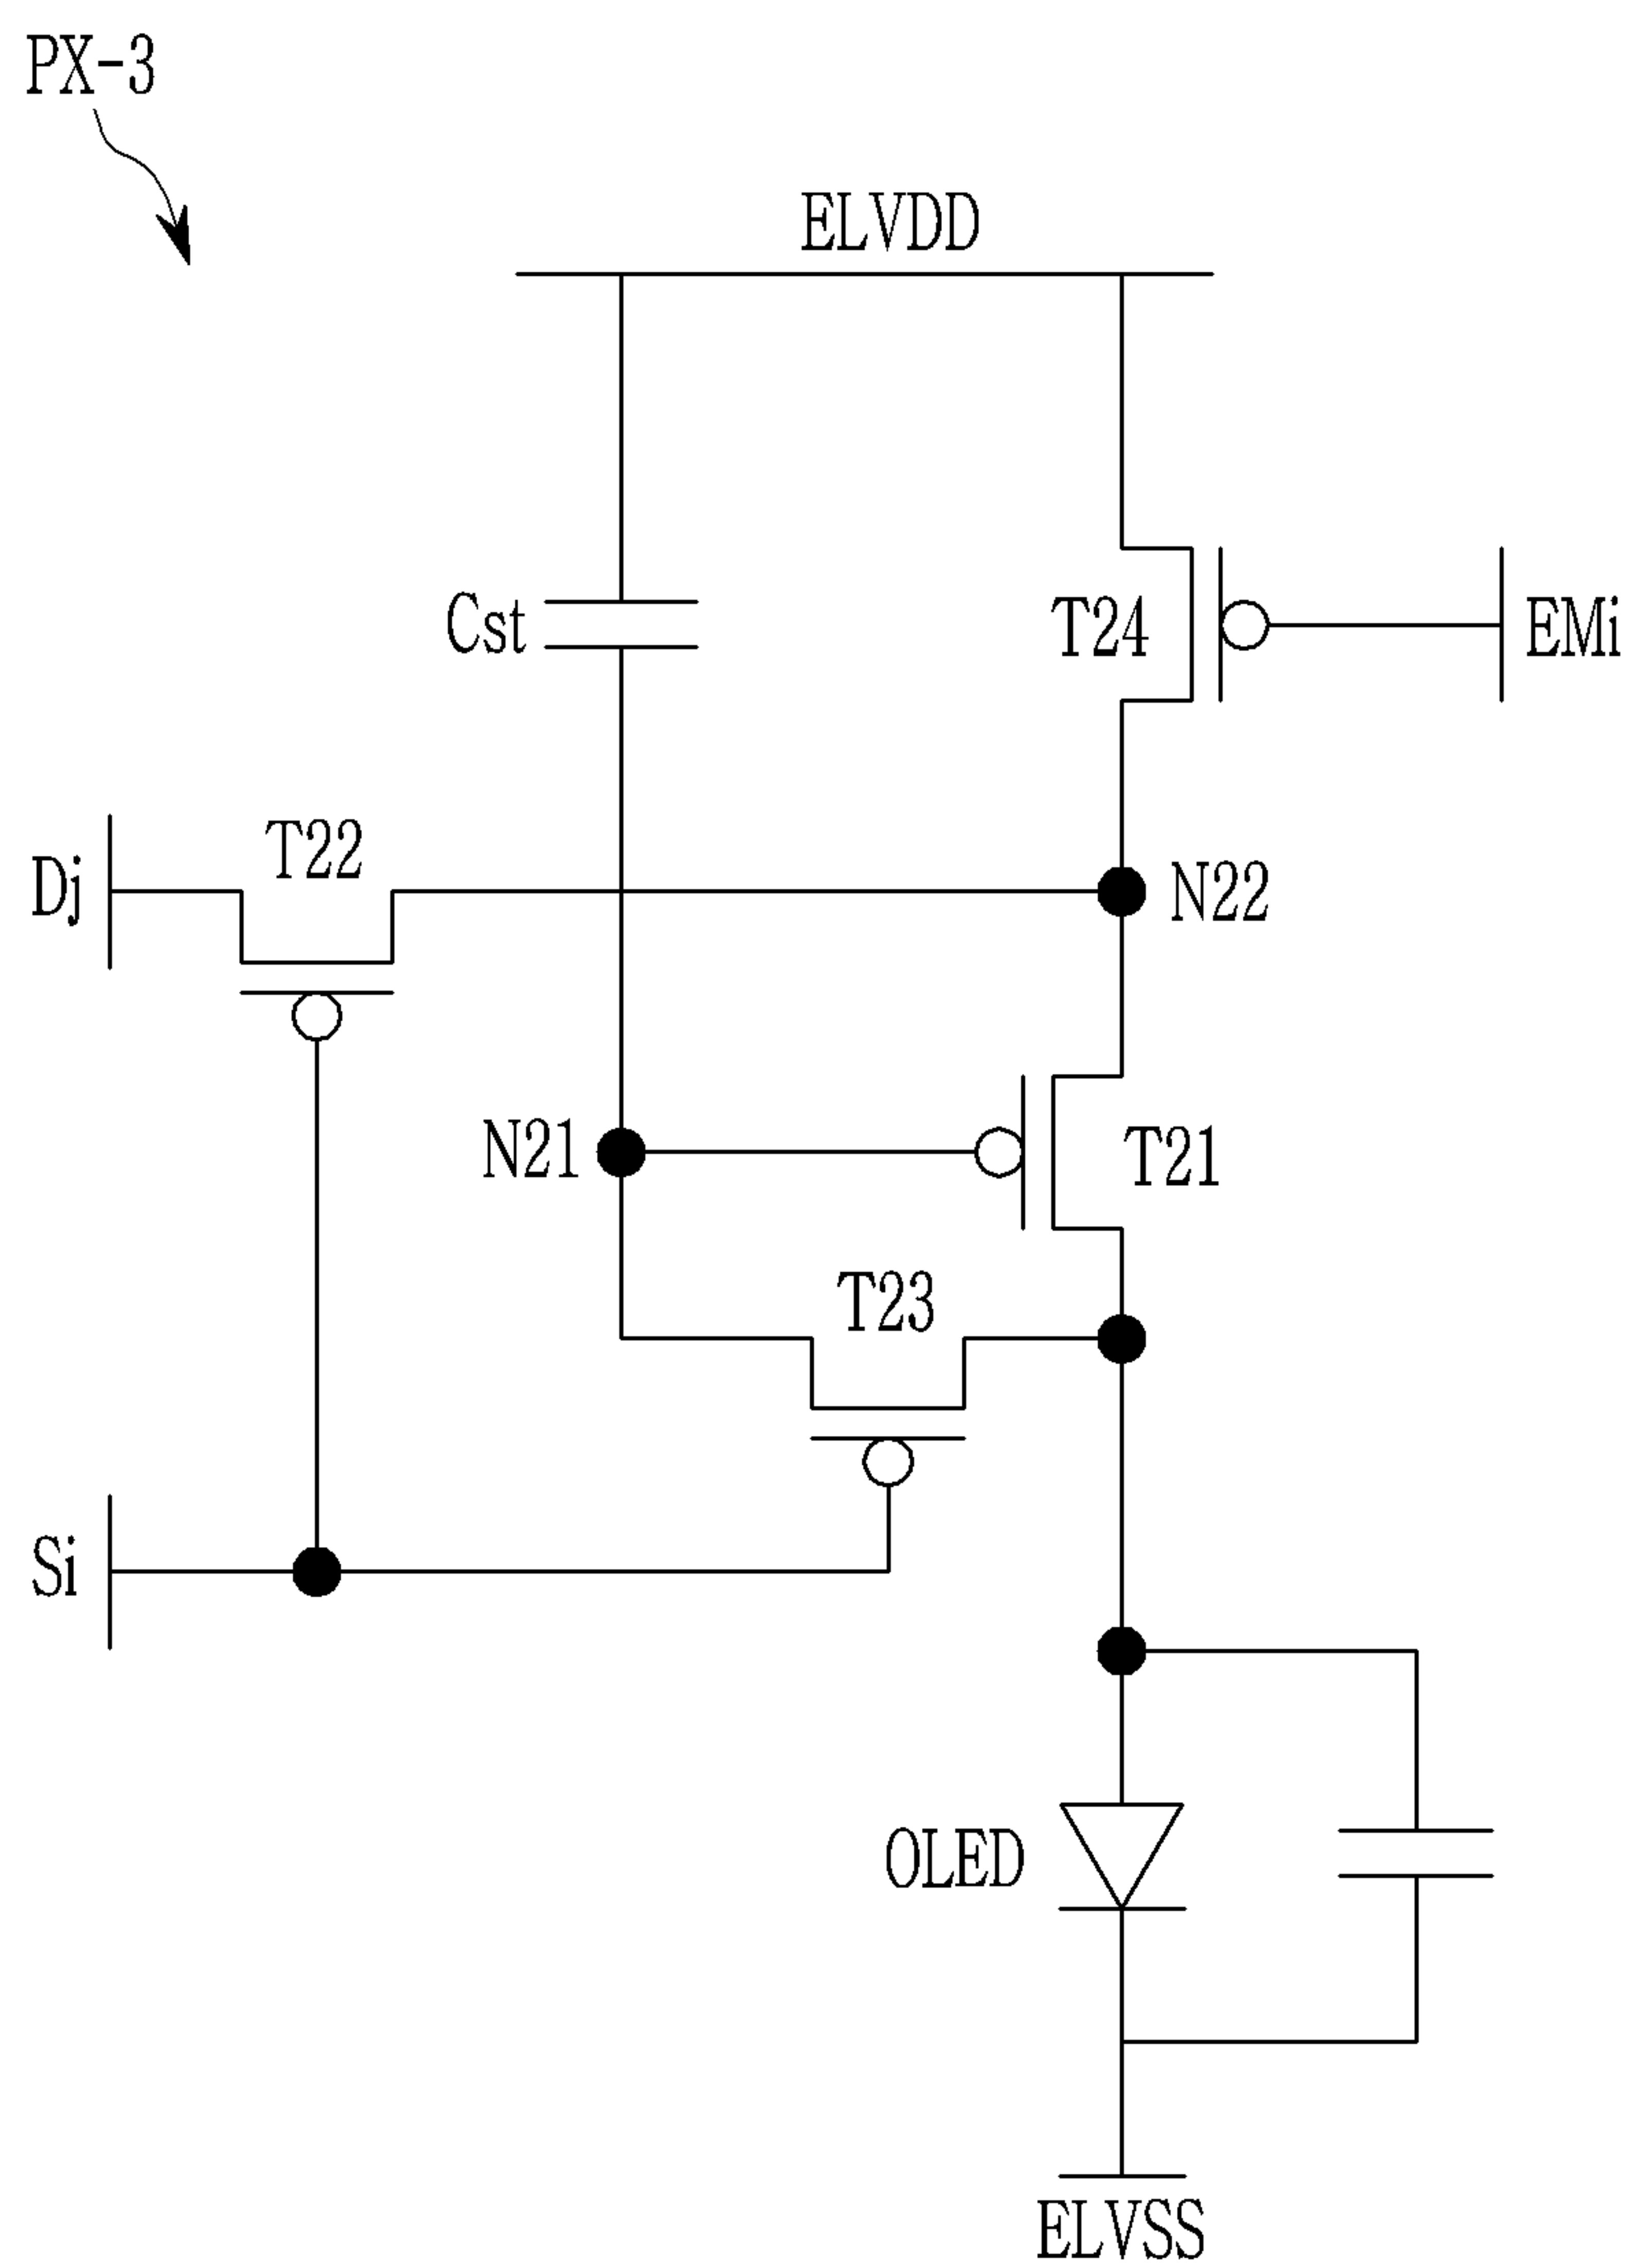 PX-3
ELVDD
Cst
T24
EMi
T22
Dj
N22
N21
T21
T23
Si
OLED
ELVSS